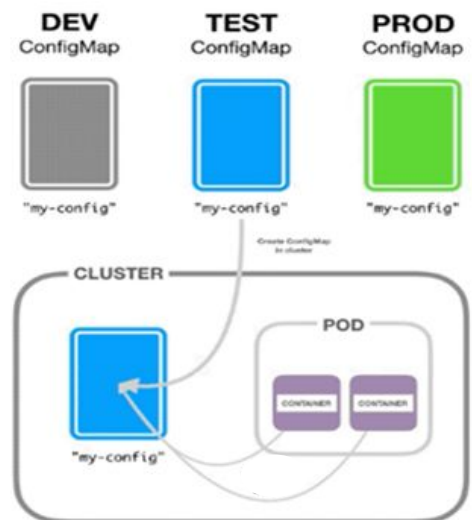 DEV
ConfigMap
TEST
ConfigMap
PROD
ConfigMap
"my-config"
"my-config"
"my-config"
Create ConfigMap
in cluster
CLUSTER
POD
CONTAINER
CONTAINER
"my-config"